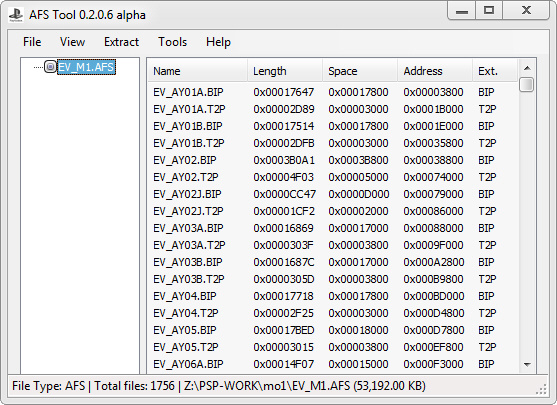 AFS Tool 0.2.0.6 alpha
File View Extract Tools Help
EV_M1.AFS
Name Length Space Address Ext.
EV_AY01A.BIP 0x00017647 0x00017800 0x00003800 BIP
EV_AY01A.T2P 0x00002D89 0x00003000 0x0001B000 T2P
EV_AY01B.BIP 0x00017514 0x00017800 0x0001E000 BIP
EV_AY01B.T2P 0x00002DFB 0x00003000 0x00035800 T2P
EV_AY02.BIP 0x0003B0A1 0x0003B800 0x00038800 BIP
EV_AY02.T2P 0x00004F03 0x00005000 0x00074000 T2P
EV_AY02J.BIP 0x0000CC47 0x0000D000 0x00079000 BIP
EV_AY02J.T2P 0x00001CF2 0x00002000 0x00086000 T2P
EV_AY03A.BIP 0x00016869 0x00017000 0x00088000 BIP
EV_AY03A.T2P 0x0000303F 0x00003800 0x0009F000 T2P
EV_AY03B.BIP 0x0001687C 0x00017000 0x000A2800 BIP
EV_AY03B.T2P 0x0000305D 0x00003800 0x000B9800 T2P
EV_AY04.BIP 0x00017718 0x00017800 0x000BD000 BIP
EV_AY04.T2P 0x00002F25 0x00003000 0x000D4800 T2P
EV_AY05.BIP 0x00017BED 0x00018000 0x000D7800 BIP
EV_AY05.T2P 0x00003015 0x00003800 0x000EF800 T2P
EV_AY06A.BIP 0x00014F07 0x00015000 0x000F3000 BIP
File Type: AFS | Total files: 1756 | Z:\PSP-WORK\mo1\EV_M1.AFS (53,192.00 KB)